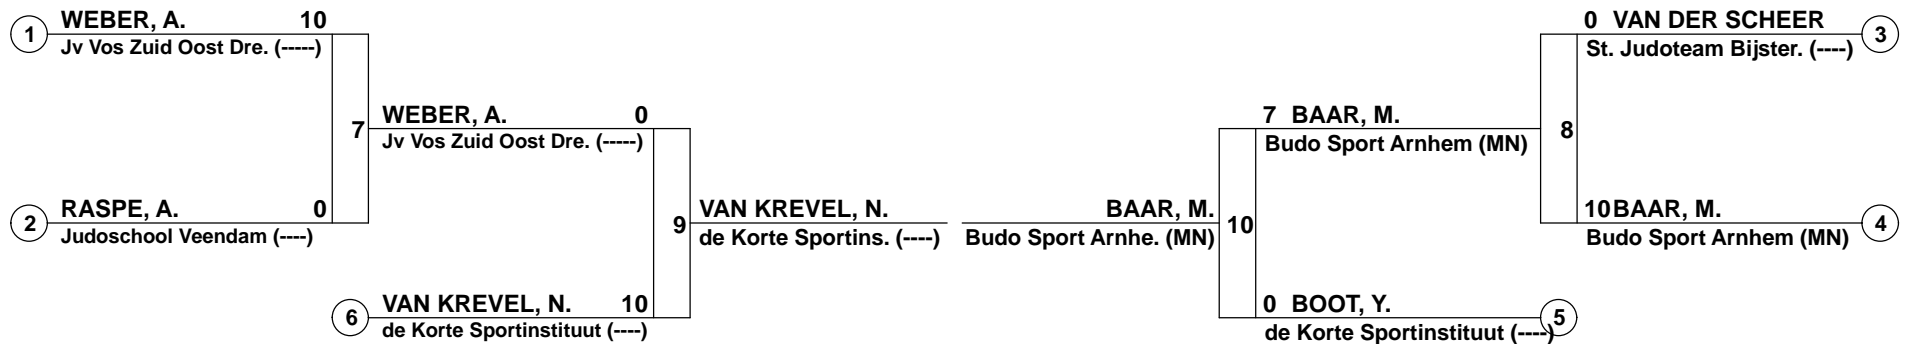 1 WEBER, A. 10
Jv Vos Zuid Oost Dre. (-----)
2 RASPE, A. 0
Judoschool Veendam (----)
7
WEBER, A. 0
Jv Vos Zuid Oost Dre. (-----)
6 VAN KREVEL, N. 10
de Korte Sportinstituut (----)
9
VAN KREVEL, N.
de Korte Sportins. (----)
BAAR, M.
Budo Sport Arnhe. (MN)
10
7 BAAR, M.
Budo Sport Arnhem (MN)
0 BOOT, Y.
de Korte Sportinstituut (----)
5
8
0 VAN DER SCHEER
St. Judoteam Bijster. (----)
3
10 BAAR, M.
Budo Sport Arnhem (MN)
4